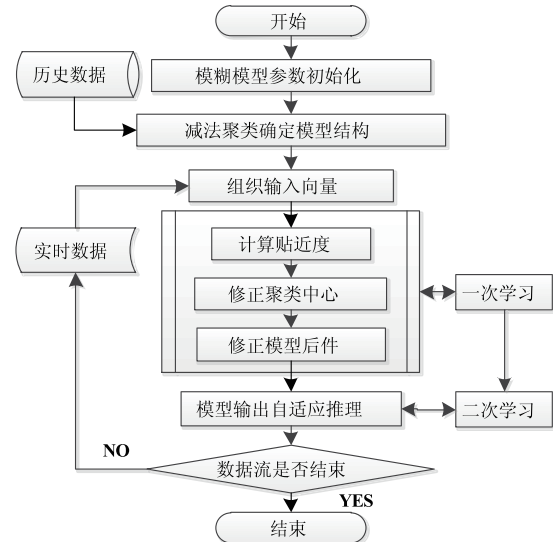 开始
模糊模型参数初始化
历史数据
减法聚类确定模型结构
组织输入向量
计算贴近度
实时数据
修正聚类中心
一次学习
修正模型后件
模型输出自适应推理
二次学习
NO
数据流是否结束
YES
结束